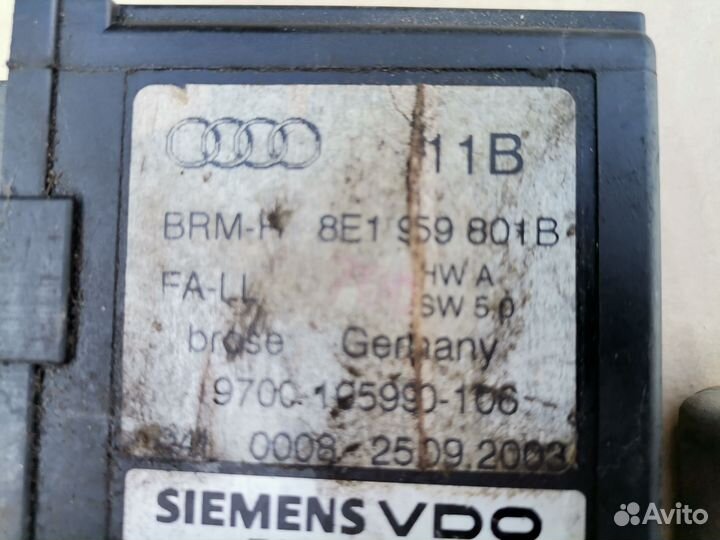 11B
BRM-H 8E1 959 801B
FA-LL HW A
SW 5.0
brose Germany
9700-105990-106
0008 25.09.2003
SIEMENS VDO
Avito